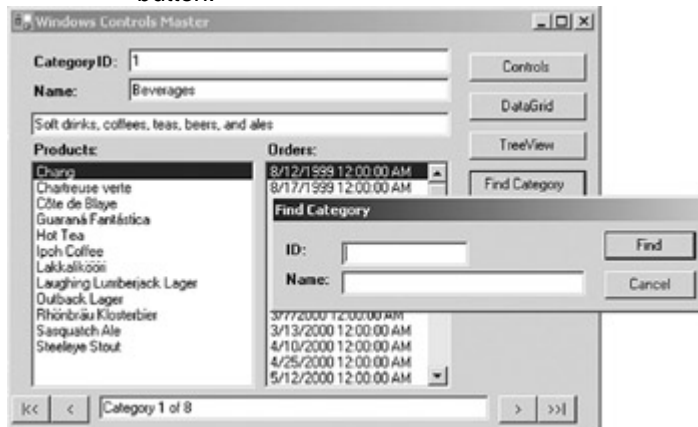 button.
Windows Controls Master
CategoryID: 1
Controls
Name: Beverages
DataGrid
Soft drinks, coffees, teas, beers, and ales
Products:
Orders:
TreeView
Chang
Chartreuse verte
Côte de Blaye
Guaraná Fantástica
Hot Tea
Ipoh Coffee
Lakkalikööri
Laughing Lumberjack Lager
Outback Lager
Rhönbräu Klosterbier
Sasquatch Ale
Steeleye Stout
8/12/1999 12:00:00 AM
8/17/1999 12:00:00 AM
Find Category
Find Category
ID:
Find
Name:
Cancel
3/7/2000 12:00:00 AM
3/13/2000 12:00:00 AM
4/10/2000 12:00:00 AM
4/25/2000 12:00:00 AM
5/12/2000 12:00:00 AM
|<< < Category 1 of 8 > >>|